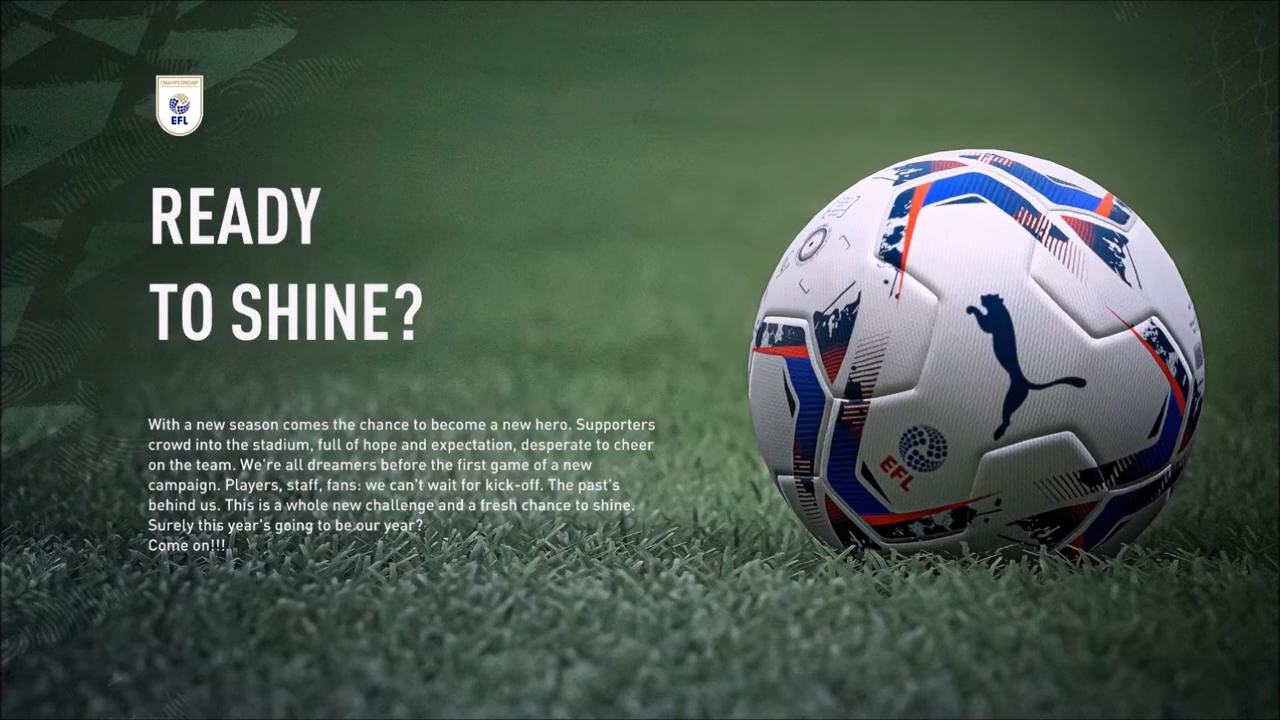 CHAMPIONSHIP
EFL
READY
TO SHINE?
With a new season comes the chance to become a new hero. Supporters
crowd into the stadium, full of hope and expectation, desperate to cheer
on the team. We're all dreamers before the first game of a new
campaign. Players, staff, fans: we can't wait for kick-off. The past's
behind us. This is a whole new challenge and a fresh chance to shine.
Surely this year's going to be our year?
Come on!!!
EFL